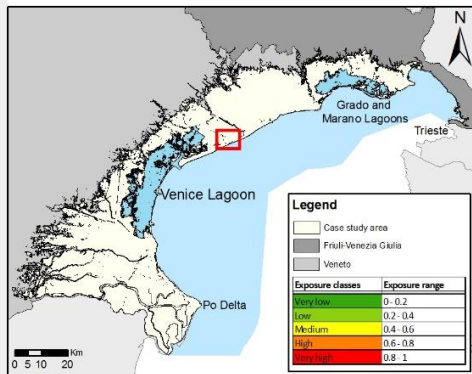 N
Grado and
Marano Lagoons
Trieste
Venice Lagoon
Po Delta
Legend
Case study area
Friuli-Venezia Giulia
Veneto
Exposure classes Exposure range
Very low 0 - 0.2
Low 0.2 - 0.4
Medium 0.4 - 0.6
High 0.6 - 0.8
Very high 0.8 - 1
Km
0 5 10 20